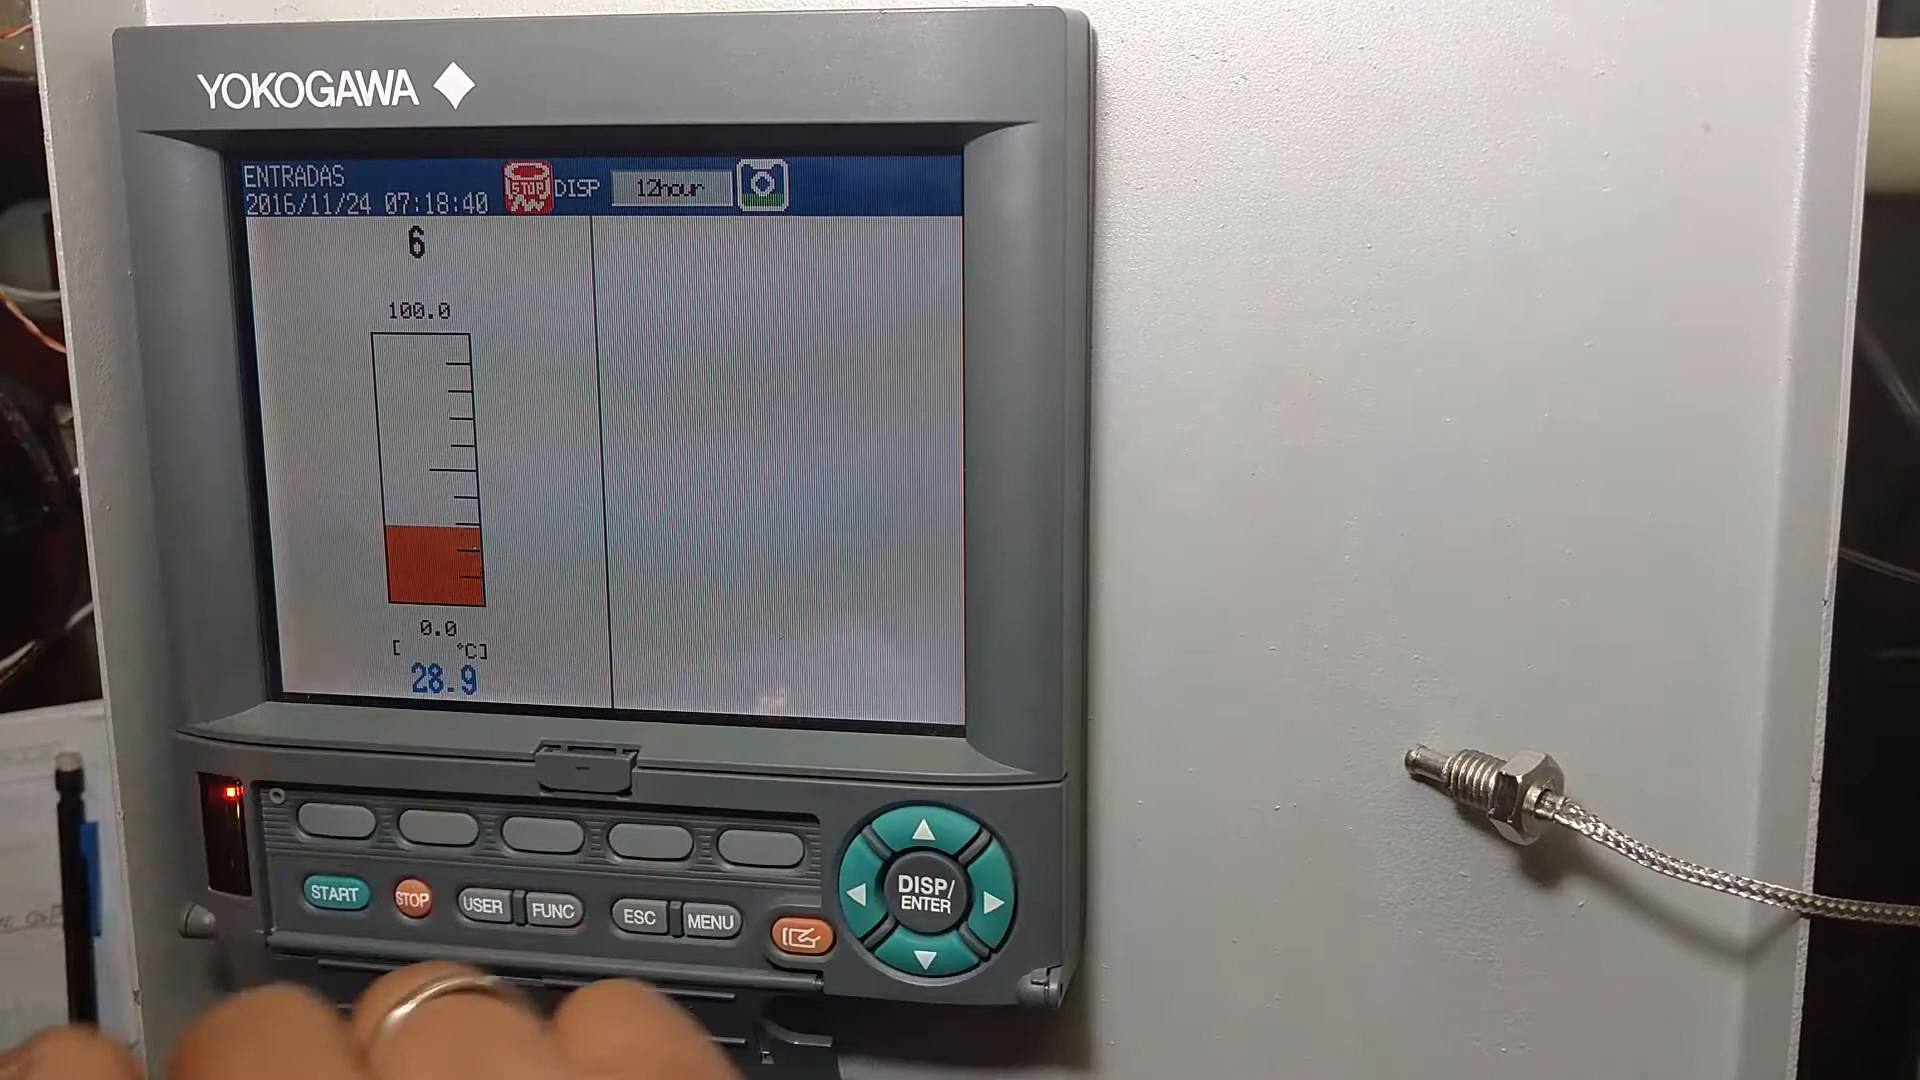 YOKOGAWA
ENTRADAS
2016/11/24 07:18:40
STOP
DISP
12hour
6
100.0
0.0
[ °C]
28.9
START
STOP
USER
FUNC
ESC
MENU
DISP/
ENTER